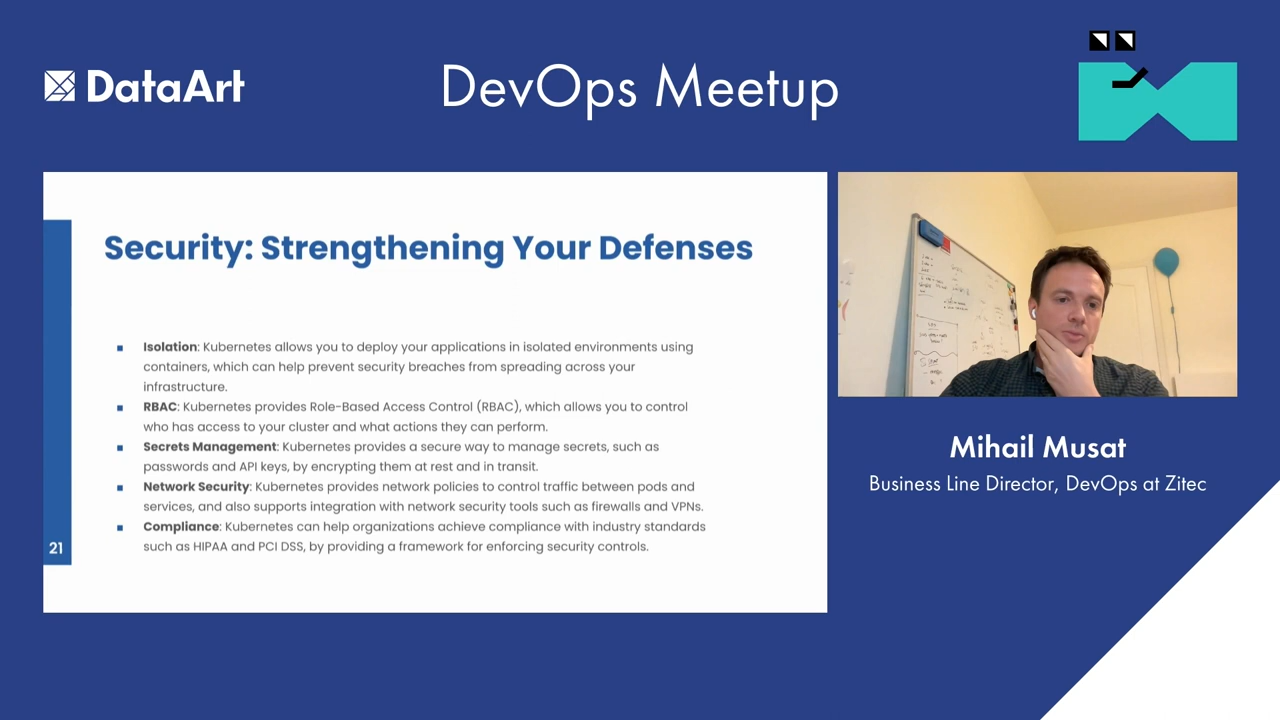 DataArt
DevOps Meetup
Security: Strengthening Your Defenses
Isolation: Kubernetes allows you to deploy your applications in isolated environments using
containers, which can help prevent security breaches from spreading across your
infrastructure.
RBAC: Kubernetes provides Role-Based Access Control (RBAC), which allows you to control
who has access to your cluster and what actions they can perform.
Secrets Management: Kubernetes provides a secure way to manage secrets, such as
passwords and API keys, by encrypting them at rest and in transit.
Network Security: Kubernetes provides network policies to control traffic between pods and
services, and also supports integration with network security tools such as firewalls and VPNs.
Compliance: Kubernetes can help organizations achieve compliance with industry standards
such as HIPAA and PCI DSS, by providing a framework for enforcing security controls.
21
Mihail Musat
Business Line Director, DevOps at Zitec